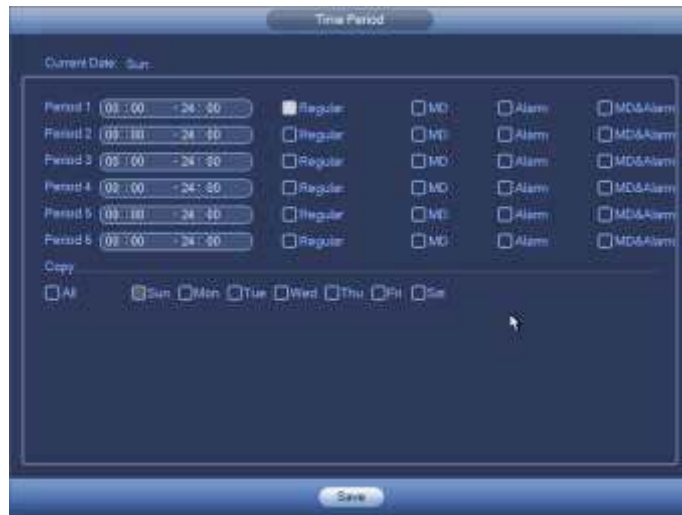 Time Period
Current Date: Sun
Period 1 00 : 00 - 24 : 00 Regular MD Alarm MD&Alarm
Period 2 00 : 00 - 24 : 00 Regular MD Alarm MD&Alarm
Period 3 00 : 00 - 24 : 00 Regular MD Alarm MD&Alarm
Period 4 00 : 00 - 24 : 00 Regular MD Alarm MD&Alarm
Period 5 00 : 00 - 24 : 00 Regular MD Alarm MD&Alarm
Period 6 00 : 00 - 24 : 00 Regular MD Alarm MD&Alarm
Copy
All Sun Mon Tue Wed Thu Fri Sat
Save